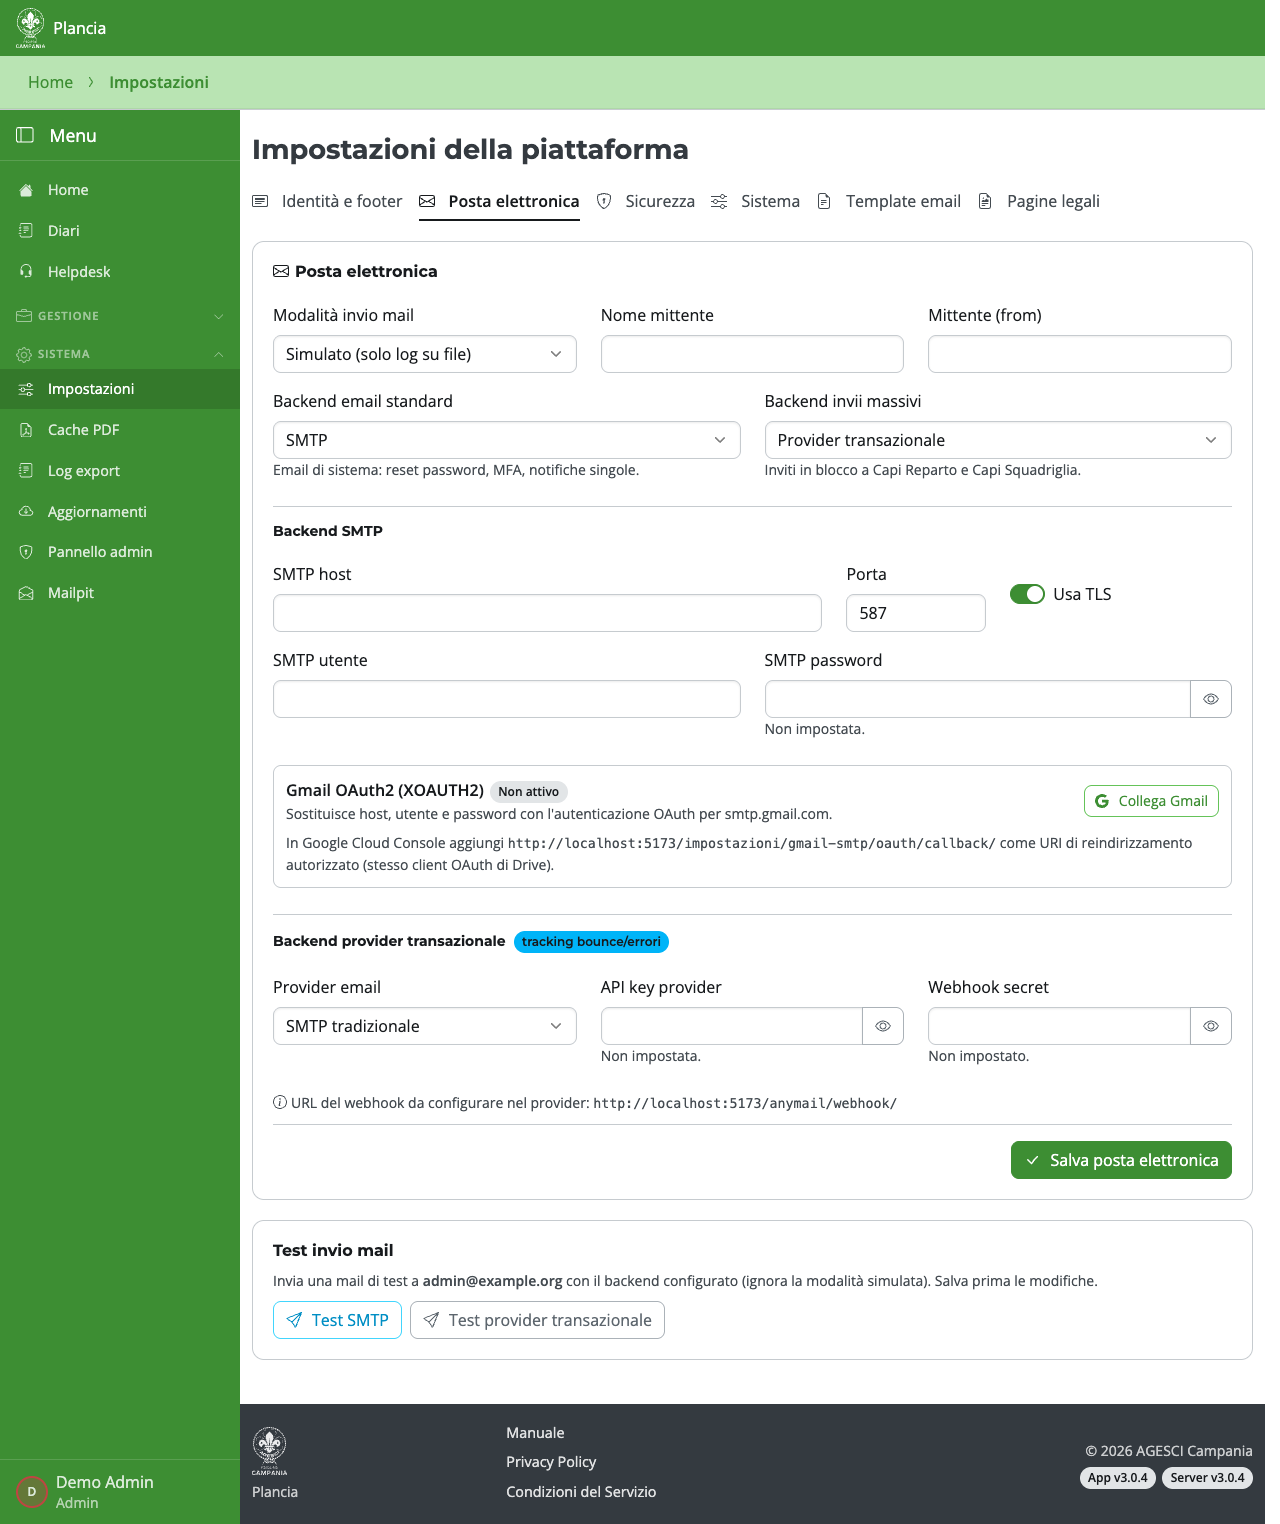 CAMPANIA
Plancia
Home > Impostazioni
Menu
Home
Diari
Helpdesk
GESTIONE
SISTEMA
Impostazioni
Cache PDF
Log export
Aggiornamenti
Pannello admin
Mailpit
D
Demo Admin
Admin
Impostazioni della piattaforma
Identità e footer
Posta elettronica
Sicurezza
Sistema
Template email
Pagine legali
Posta elettronica
Modalità invio mail
Nome mittente
Mittente (from)
Simulato (solo log su file)
Backend email standard
Backend invii massivi
SMTP
Provider transazionale
Email di sistema: reset password, MFA, notifiche singole.
Inviti in blocco a Capi Reparto e Capi Squadriglia.
Backend SMTP
SMTP host
Porta
587
Usa TLS
SMTP utente
SMTP password
Non impostata.
Gmail OAuth2 (XOAUTH2) Non attivo
Sostituisce host, utente e password con l'autenticazione OAuth per smtp.gmail.com.
Collega Gmail
In Google Cloud Console aggiungi http://localhost:5173/impostazioni/gmail-smtp/oauth/callback/ come URI di reindirizzamento
autorizzato (stesso client OAuth di Drive).
Backend provider transazionale tracking bounce/errori
Provider email
API key provider
Webhook secret
SMTP tradizionale
Non impostata.
Non impostato.
URL del webhook da configurare nel provider: http://localhost:5173/anymail/webhook/
Salva posta elettronica
Test invio mail
Invia una mail di test a admin@example.org con il backend configurato (ignora la modalità simulata). Salva prima le modifiche.
Test SMTP
Test provider transazionale
CAMPANIA
Plancia
Manuale
Privacy Policy
Condizioni del Servizio
© 2026 AGESCI Campania
App v3.0.4
Server v3.0.4